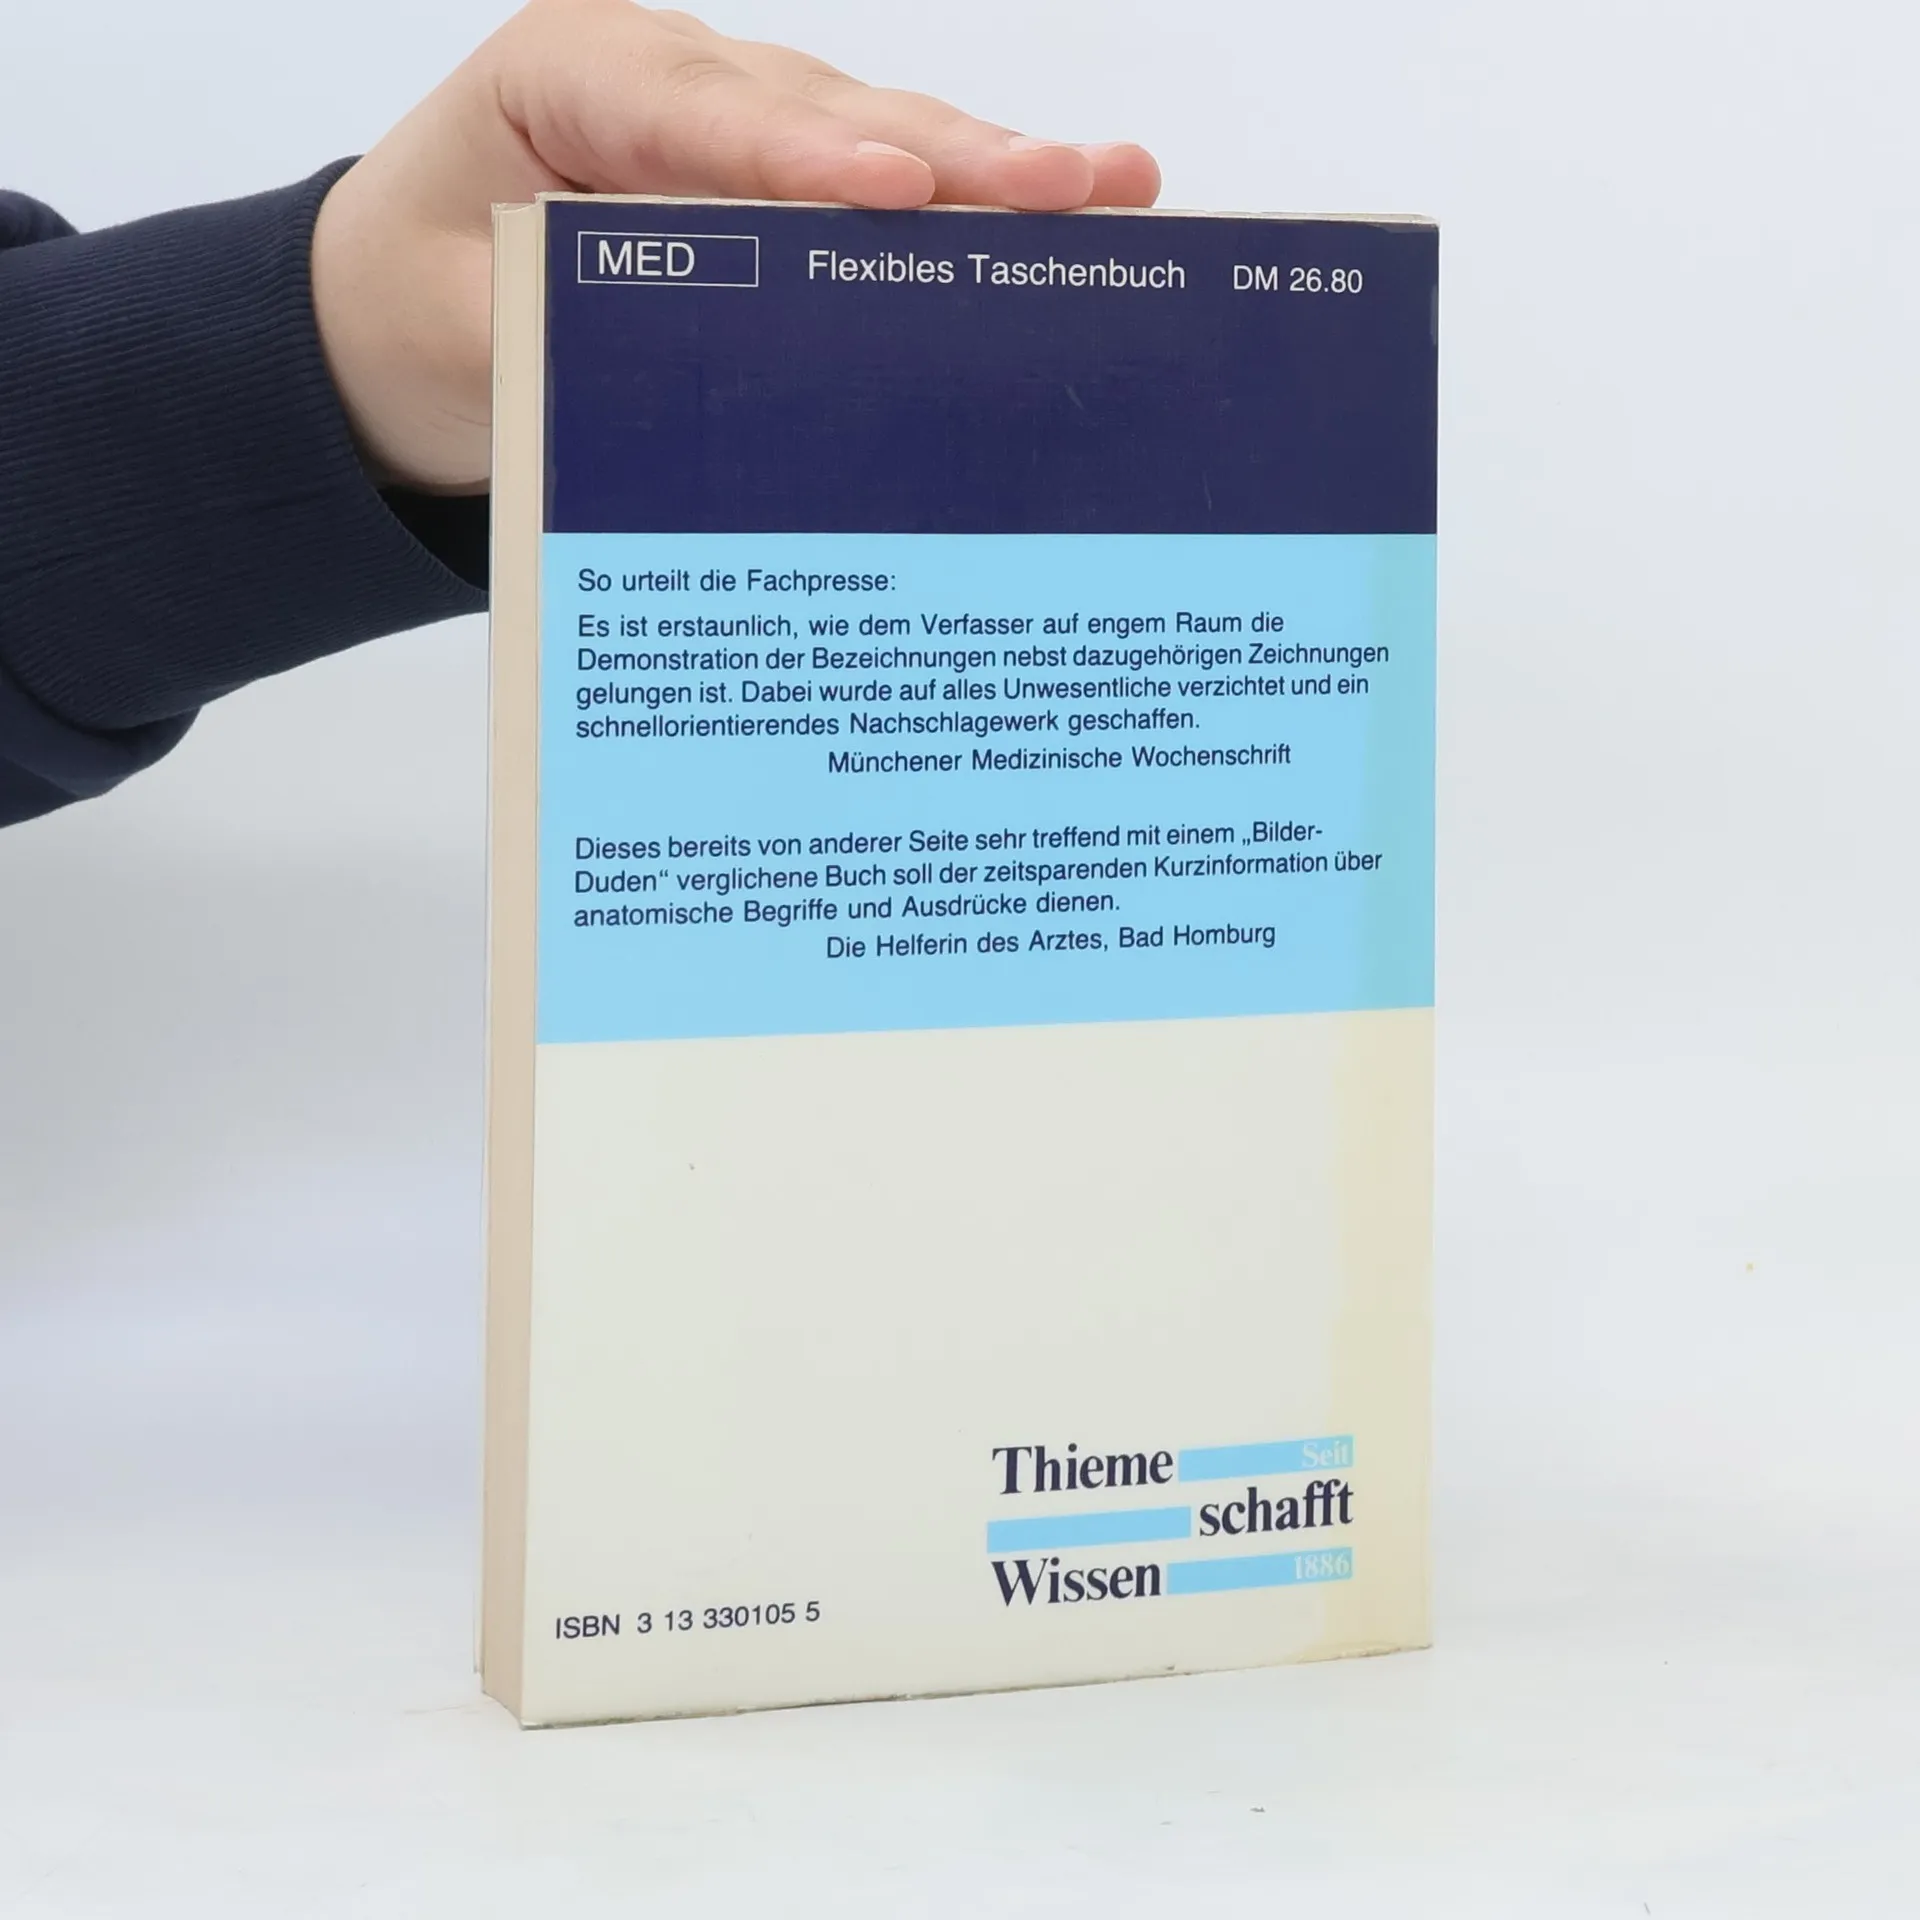 MED Flexibles Taschenbuch DM 26.80
So urteilt die Fachpresse:
Es ist erstaunlich, wie dem Verfasser auf engem Raum die
Demonstration der Bezeichnungen nebst dazugehörigen Zeichnungen
gelungen ist. Dabei wurde auf alles Unwesentliche verzichtet und ein
schnellorientierendes Nachschlagewerk geschaffen.
Münchener Medizinische Wochenschrift
Dieses bereits von anderer Seite sehr treffend mit einem „Bilder-
Duden“ verglichene Buch soll der zeitsparenden Kurzinformation über
anatomische Begriffe und Ausdrücke dienen.
Die Helferin des Arztes, Bad Homburg
Thieme Seit
schafft
Wissen 1886
ISBN 3 13 330105 5